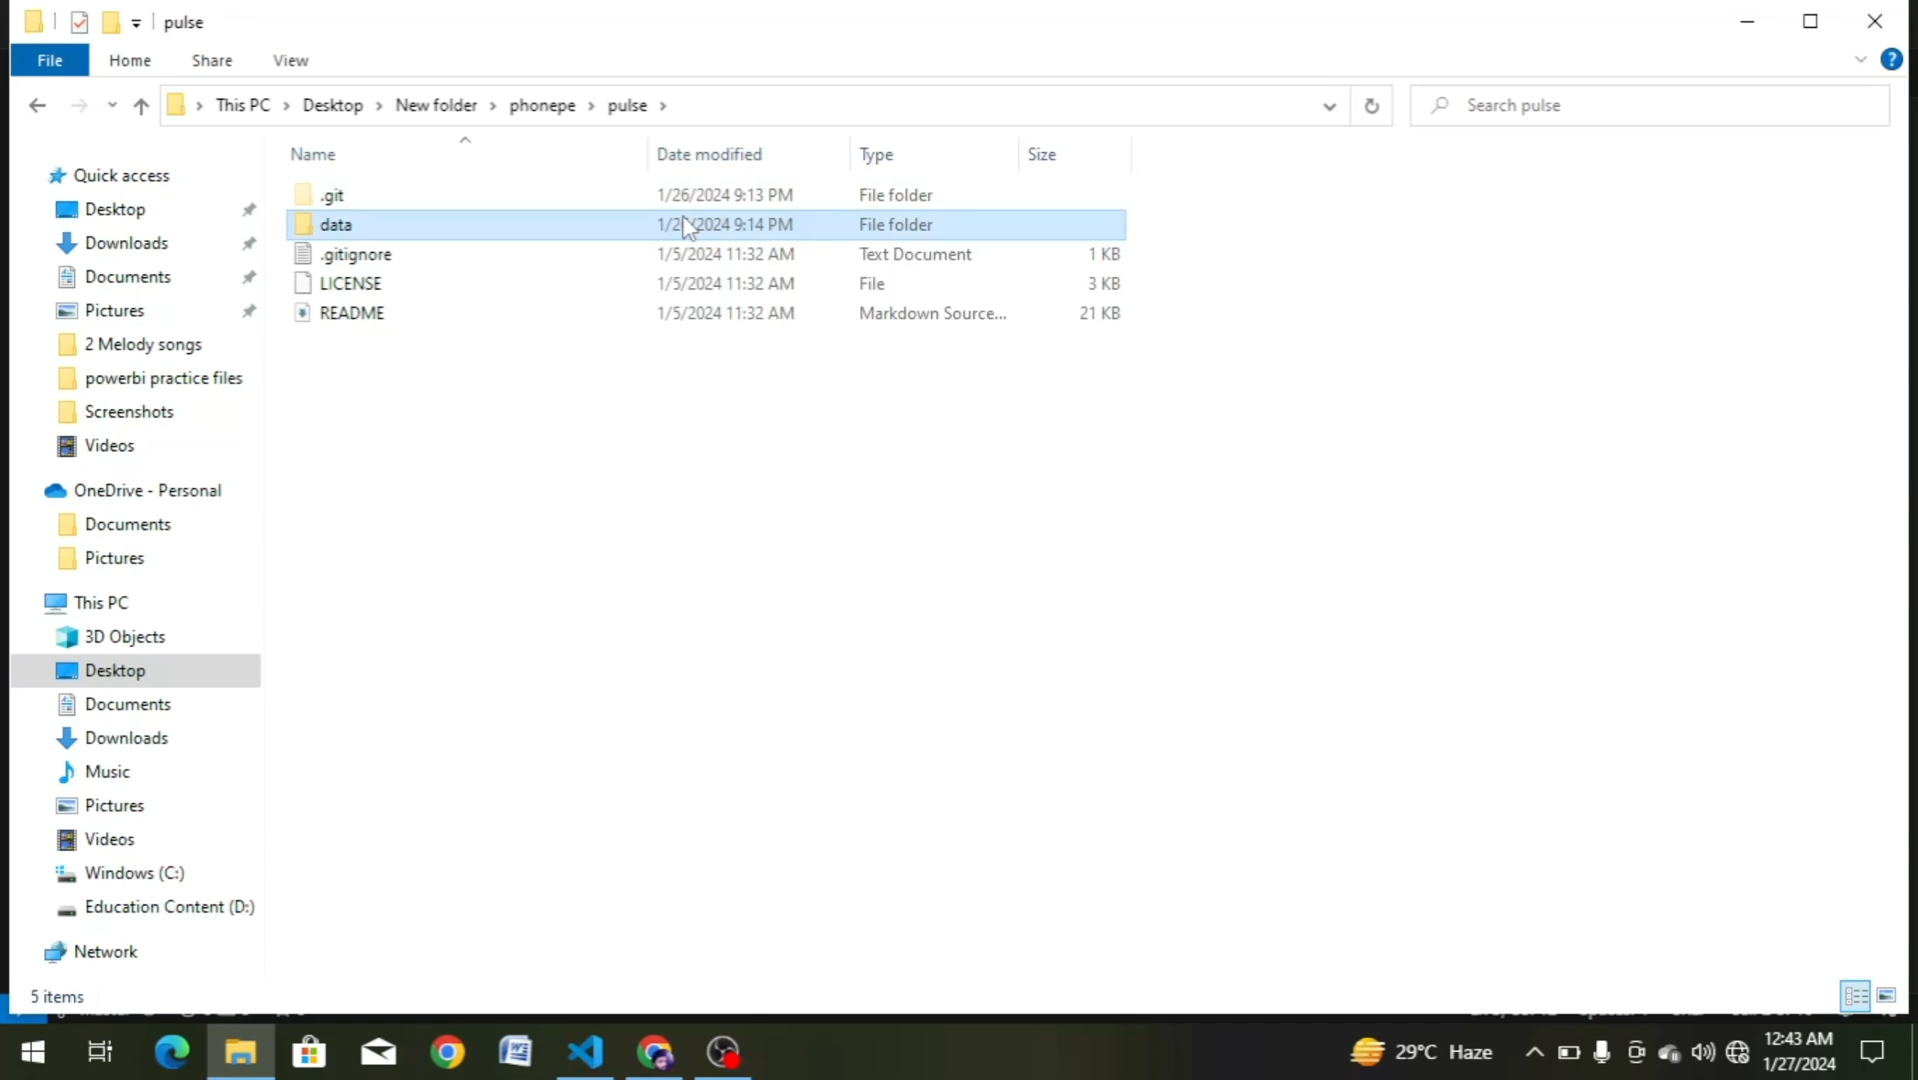 pulse
File Home Share View
This PC Desktop New folder phonepe pulse Search pulse
Name Date modified Type Size
.git 1/26/2024 9:13 PM File folder
data 2024 9:14 PM File folder
.gitignore 1/5/2024 11:32 AM Text Document 1 KB
LICENSE 1/5/2024 11:32 AM File 3 KB
README 1/5/2024 11:32 AM Markdown Source... 21 KB
Quick access
Desktop
Downloads
Documents
Pictures
2 Melody songs
powerbi practice files
Screenshots
Videos
OneDrive - Personal
Documents
Pictures
This PC
3D Objects
Desktop
Documents
Downloads
Music
Pictures
Videos
Windows (C:)
Education Content (D:)
Network
5 items
29°C Haze
12:43 AM
1/27/2024